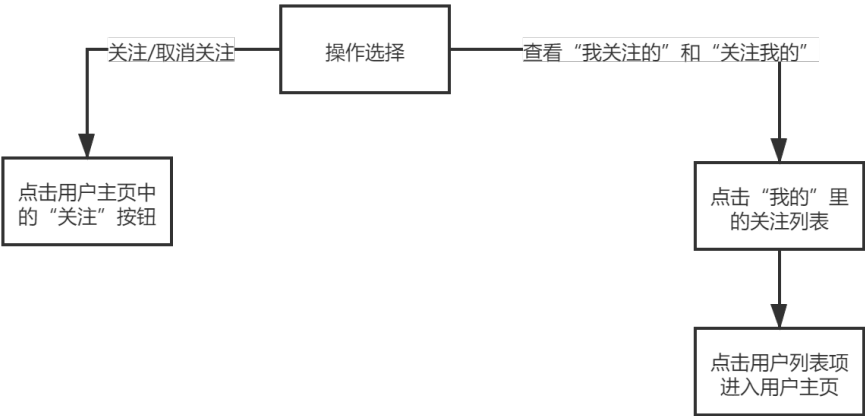 关注/取消关注
操作选择
查看“我关注的”和“关注我的”
点击用户主页中
的“关注”按钮
点击“我的”里
的关注列表
点击用户列表项
进入用户主页